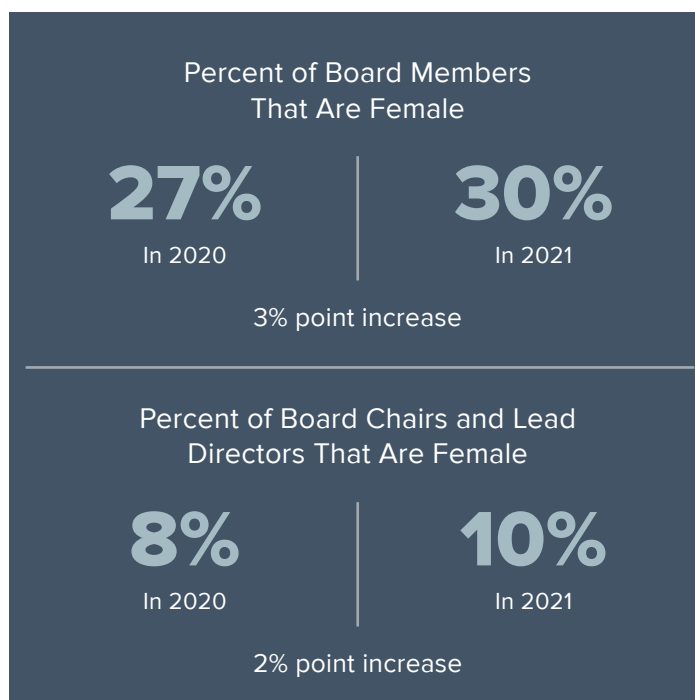 Percent of Board Members
That Are Female
27%
30%
In 2020
In 2021
3% point increase
Percent of Board Chairs and Lead
Directors That Are Female
8%
10%
In 2020
In 2021
2% point increase